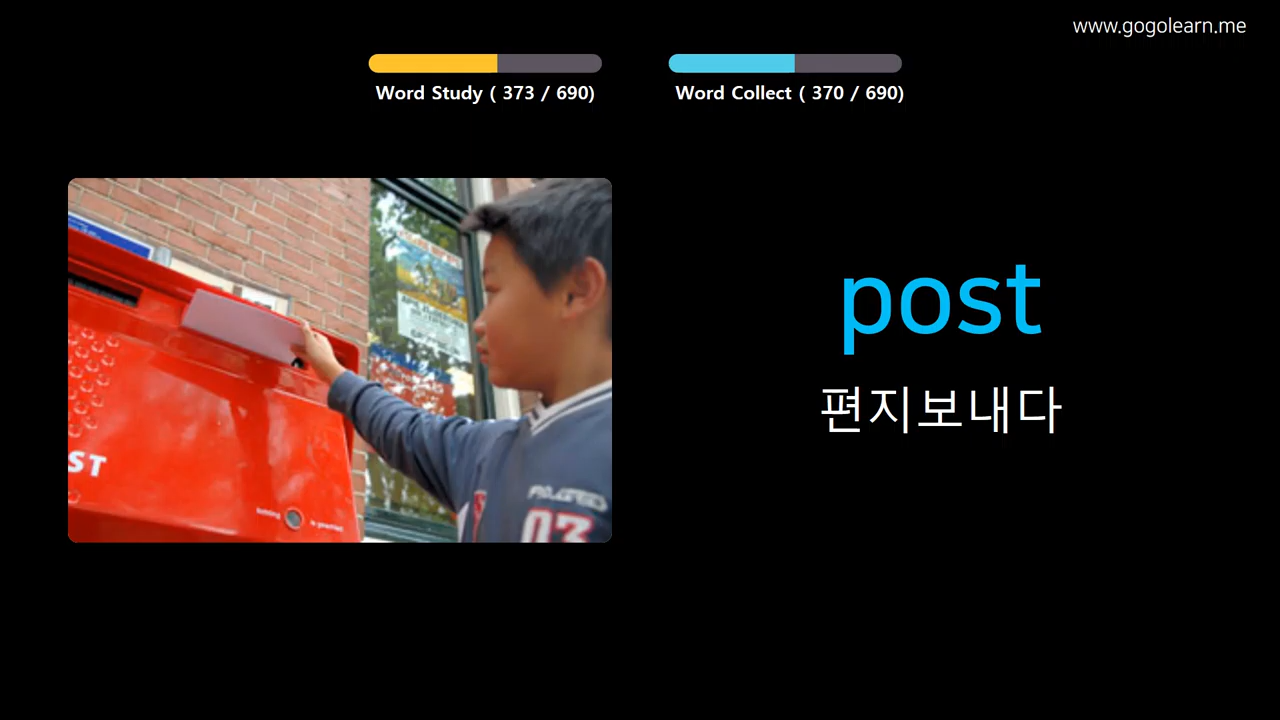 www.gogolearn.me
Word Study ( 373 / 690)
Word Collect ( 370 / 690)
ST
03
post
편지보내다